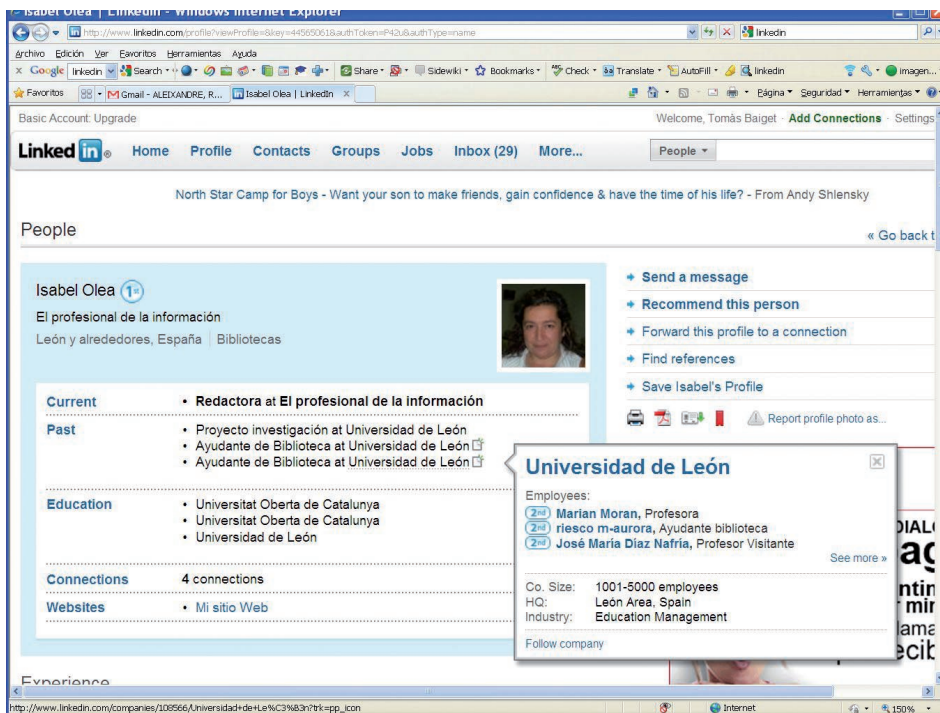 Isabel Olea | LinkedIn - Windows Internet Explorer
http://www.linkedin.com/profile?viewProfile=&key=44565061&authToken=P42u&authType=name
linkedin
Archivo Edición Ver Favoritos Herramientas Ayuda
Google linkedin Search Share Sidewiki Bookmarks Check Translate AutoFill linkedin imagen...
Favoritos Gmail - ALEIXANDRE, R... Isabel Olea | LinkedIn X Página Seguridad Herramientas
Basic Account: Upgrade Welcome, Tomàs Baiget · Add Connections · Settings
Linked in ® Home Profile Contacts Groups Jobs Inbox (29) More... People
North Star Camp for Boys - Want your son to make friends, gain confidence & have the time of his life? - From Andy Shlensky
People
« Go back t
Isabel Olea 1st
El profesional de la información
León y alrededores, España | Bibliotecas
Current • Redactora at El profesional de la información
Past • Proyecto investigación at Universidad de León
• Ayudante de Biblioteca at Universidad de León
• Ayudante de Biblioteca at Universidad de León
Education • Universitat Oberta de Catalunya
• Universitat Oberta de Catalunya
• Universidad de León
Connections 4 connections
Websites • Mi sitio Web
Send a message
Recommend this person
Forward this profile to a connection
Find references
Save Isabel's Profile
Report profile photo as...
Universidad de León
Employees:
2nd Marian Moran, Profesora
2nd riesco m-aurora, Ayudante biblioteca
2nd José María Díaz Nafría, Profesor Visitante
See more »
Co. Size: 1001-5000 employees
HQ: León Area, Spain
Industry: Education Management
Follow company
Experience
http://www.linkedin.com/companies/108566/Universidad+de+Le%C3%B3n?trk=pp_icon Internet 150%